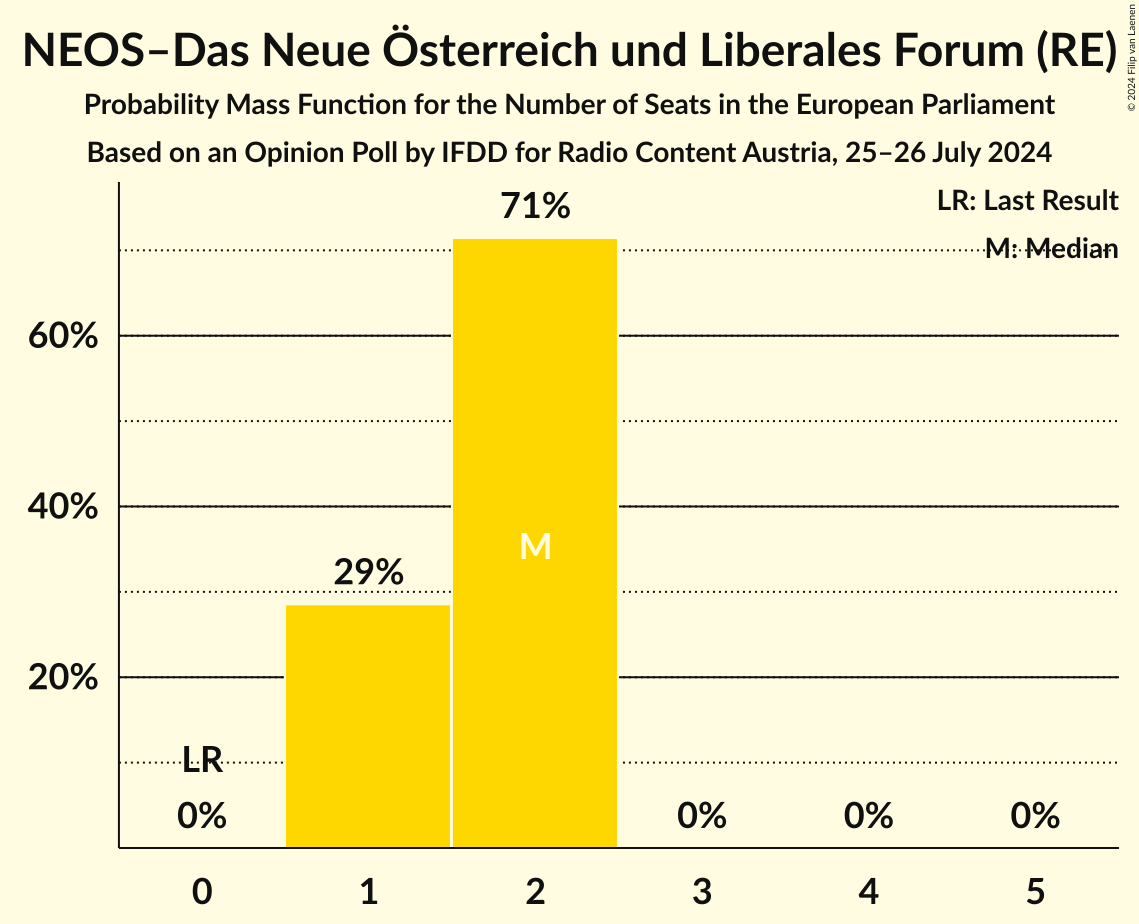 NEOS–Das Neue Österreich und Liberales Forum (RE)
Probability Mass Function for the Number of Seats in the European Parliament
Based on an Opinion Poll by IFDD for Radio Content Austria, 25–26 July 2024
© 2024 Filip van Laenen
LR: Last Result
M: Median
71%
60%
40%
M
29%
20%
LR
0%
0%
0%
0%
0
1
2
3
4
5